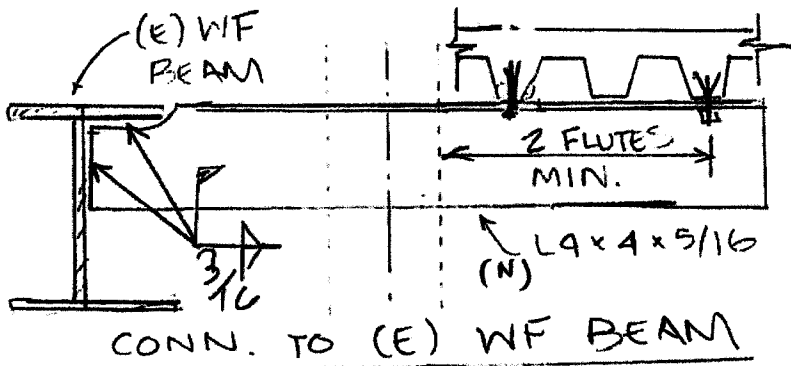 (E) WF
BEAM
2 FLUTES
MIN.
3/16
(N)
L4 x 4 x 5/16
CONN. TO (E) WF BEAM